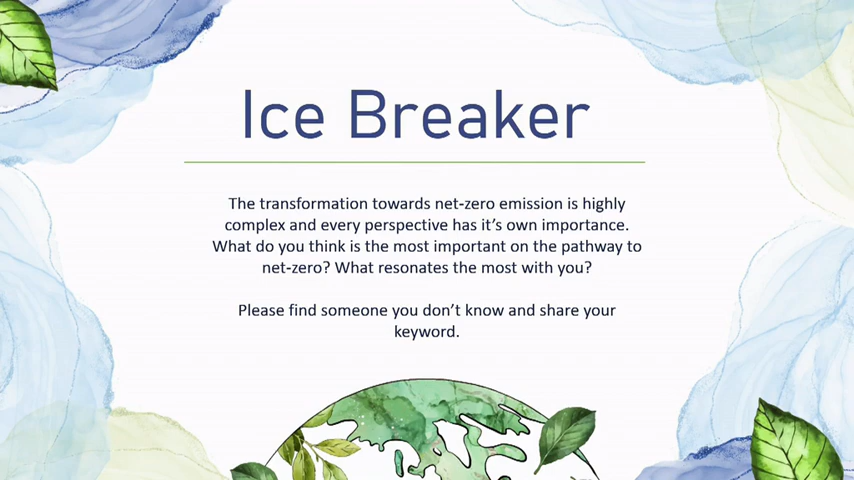 Ice Breaker
The transformation towards net-zero emission is highly
complex and every perspective has it’s own importance.
What do you think is the most important on the pathway to
net-zero? What resonates the most with you?
Please find someone you don’t know and share your
keyword.